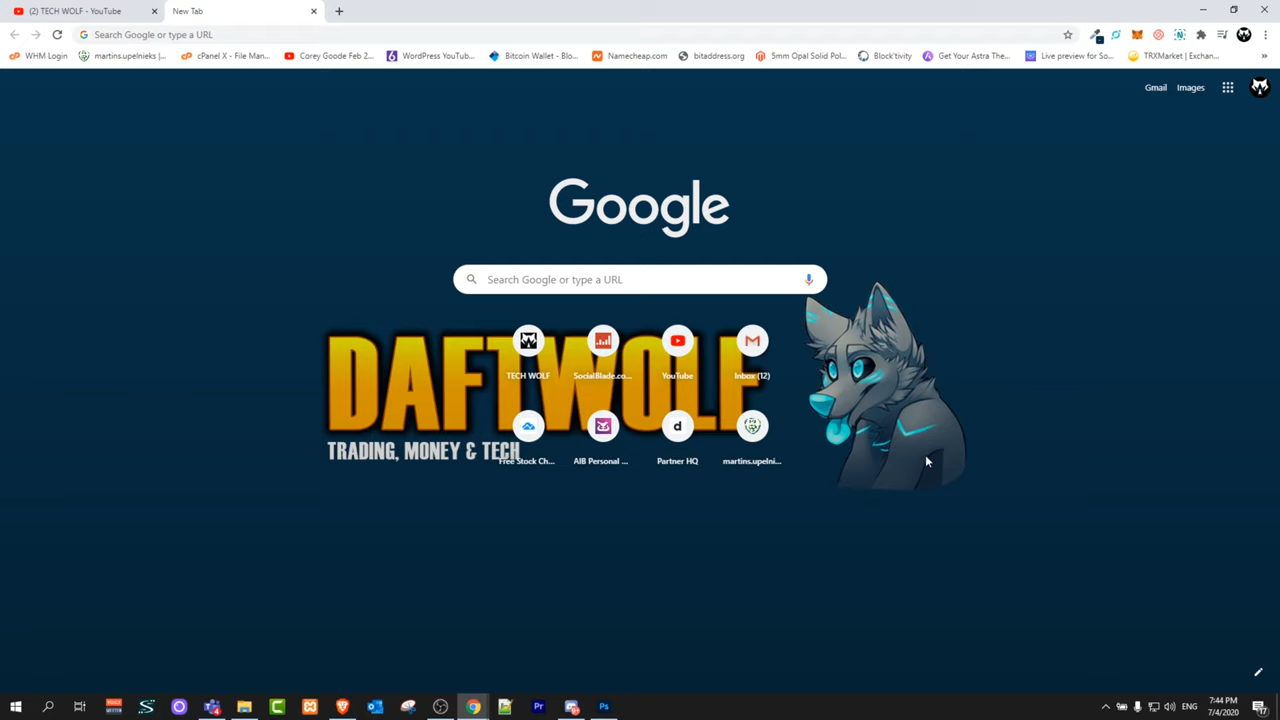 (2) TECH WOLF - YouTube
New Tab
Search Google or type a URL
WHM Login
martins.upelnieks |...
cPanel X - File Man...
Corey Goode Feb 2...
WordPress YouTub...
Bitcoin Wallet - Blo...
Namecheap.com
bitaddress.org
5mm Opal Solid Pol...
Block'tivity
Get Your Astra The...
Live preview for So...
TRXMarket | Exchan...
»
Gmail
Images
Google
Search Google or type a URL
DAFTWOLF
TRADING, MONEY & TECH
TECH WOLF
SocialBlade.co...
YouTube
Inbox (12)
Free Stock Ch...
AIB Personal ...
Partner HQ
martins.upelni...
ENG
7:44 PM
7/4/2020
17